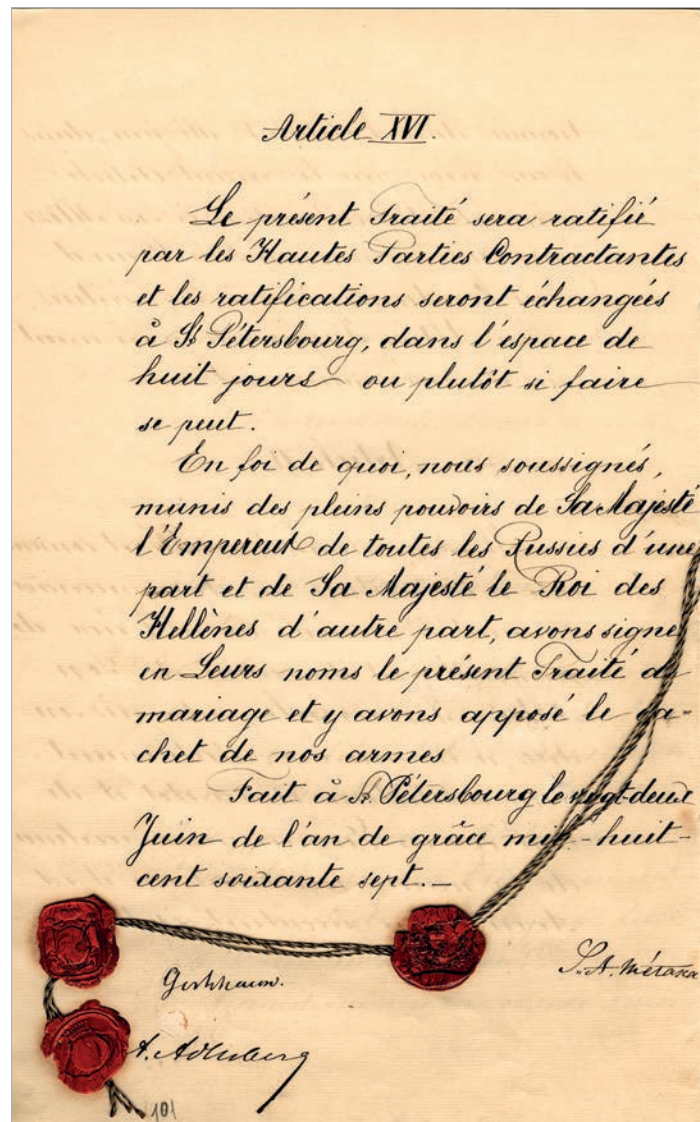 Article XVI.
Le présent Traité sera ratifié
par les Hautes Parties Contractantes
et les ratifications seront échangées
à St Pétersbourg, dans l'espace de
huit jours ou plutôt si faire
se peut.
En foi de quoi, nous soussignés,
munis des pleins pouvoirs de Sa Majesté
l'Empereur de toutes les Russies d'une
part et de Sa Majesté le Roi des
Hellènes d'autre part, avons signé
en Leurs noms le présent Traité de
mariage et y avons apposé le ca-
chet de nos armes
Fait à St. Pétersbourg le vingt-deux
Juin de l'an de grâce mil-huit-
cent soixante sept.—
S. A. Métaxa
A. Adlerberg
101